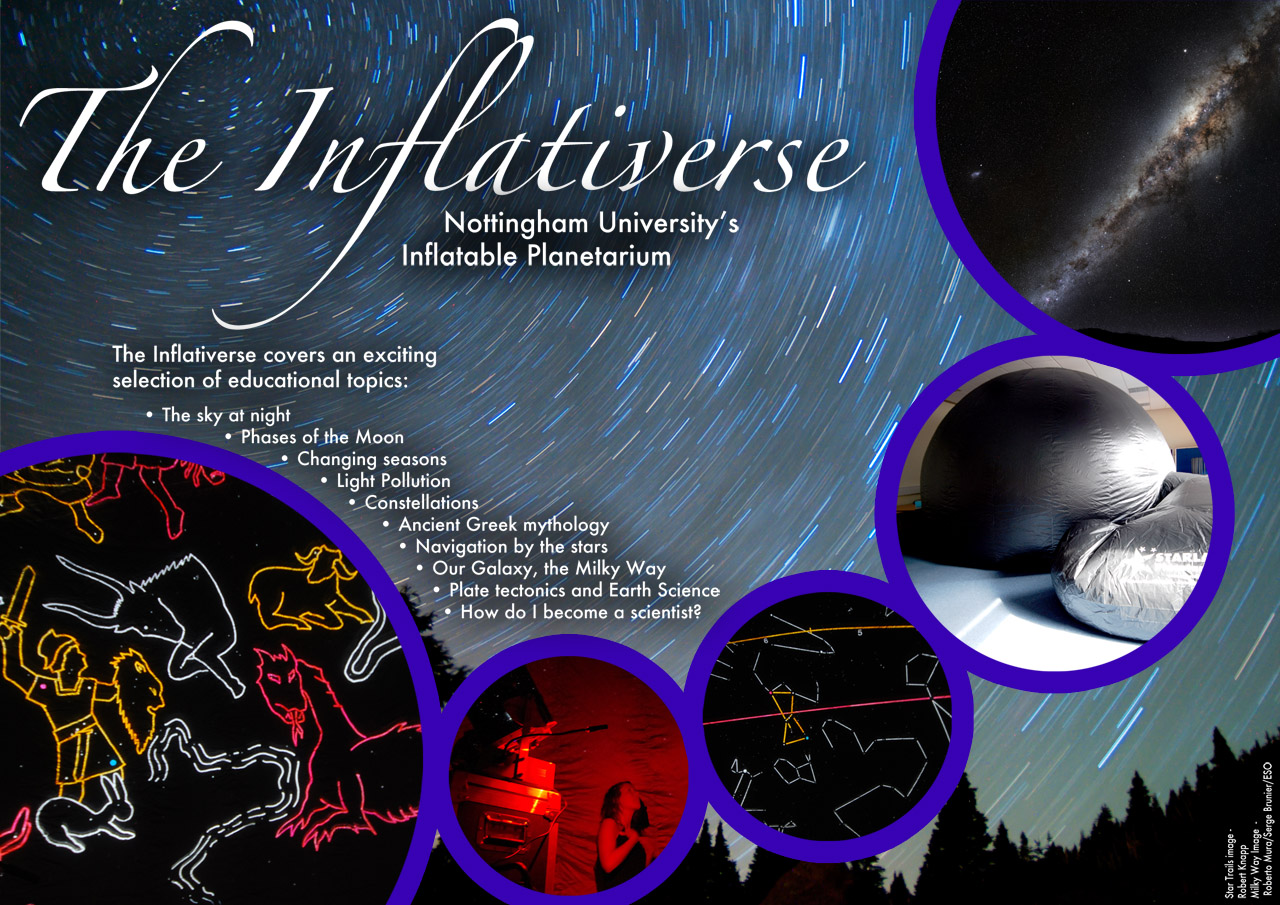 The Inflativerse
Nottingham University's
Inflatable Planetarium
The Inflativerse covers an exciting
selection of educational topics:
• The sky at night
• Phases of the Moon
• Changing seasons
• Light Pollution
• Constellations
• Ancient Greek mythology
• Navigation by the stars
• Our Galaxy, the Milky Way
• Plate tectonics and Earth Science
• How do I become a scientist?
STARL
6
5
Star Trails image -
Robert Knapp
Milky Way Image -
Roberto Mura/Serge Brunier/ESO